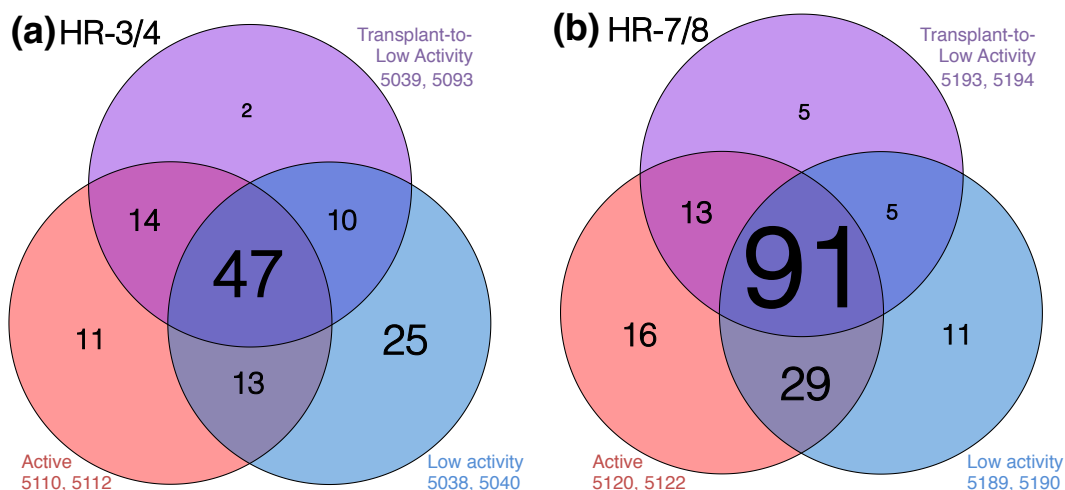 (a) HR-3/4
Transplant-to-
Low Activity
5039, 5093
2
14
10
47
11
25
13
Active
5110, 5112
Low activity
5038, 5040
(b) HR-7/8
Transplant-to-
Low Activity
5193, 5194
5
13
5
91
16
11
29
Active
5120, 5122
Low activity
5189, 5190